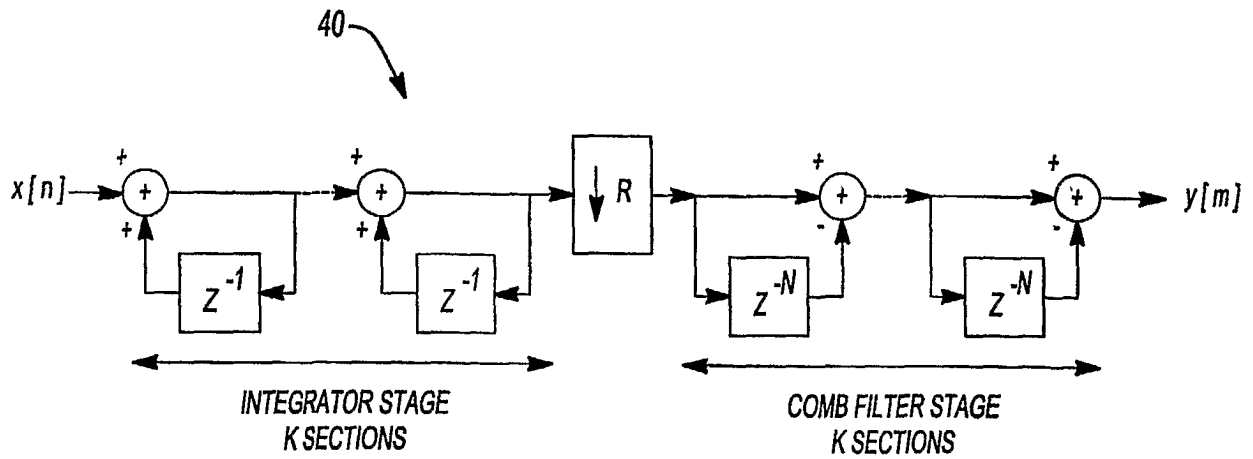 40
x[n] + + + + + + ↓ R + + + + y[m]
+ + - -
Z^-1 Z^-1 Z^-N Z^-N
INTEGRATOR STAGE COMB FILTER STAGE
K SECTIONS K SECTIONS